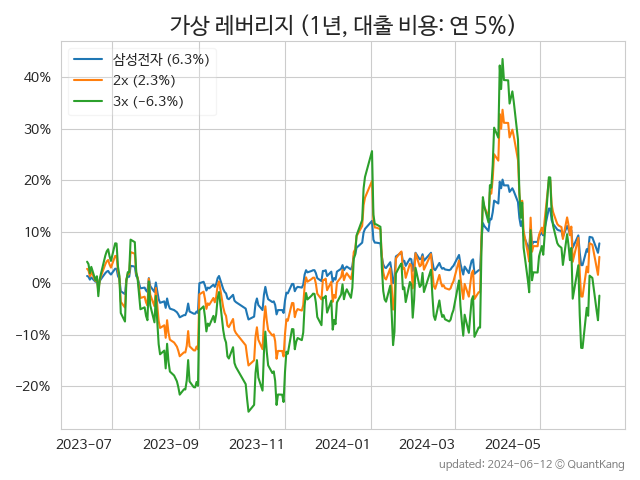 가상 레버리지 (1년, 대출 비용: 연 5%)
삼성전자 (6.3%)
2x (2.3%)
3x (−6.3%)
40%
30%
20%
10%
0%
−10%
−20%
2023-07 2023-09 2023-11 2024-01 2024-03 2024-05
updated: 2024-06-12 ⓒ QuantKang